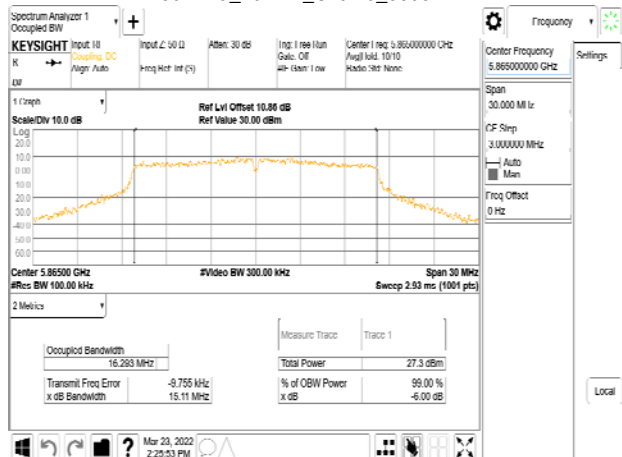 Spectrum Analyzer 1
Occupied BW
+
Frequency
KEYSIGHT
Input: RF
Coupling: DC
Align: Auto
Input Z: 50 Ω
Freq Ref: Int (S)
Atten: 30 dB
Trig: Free Run
Gate: Off
#IF Gain: Low
Center Freq: 5.865000000 GHz
Avg|Hold: 10/10
Radio Std: None
Center Frequency
5.865000000 GHz
Settings
Span
30.000 MHz
CF Step
3.000000 MHz
Auto
Man
Freq Offset
0 Hz
Local
1 Graph
Scale/Div 10.0 dB
Ref Lvl Offset 10.86 dB
Ref Value 30.00 dBm
Log
20.0
10.0
0.00
10.0
20.0
30.0
-40.0
50.0
60.0
Center 5.86500 GHz
#Res BW 100.00 kHz
#Video BW 300.00 kHz
Span 30 MHz
Sweep 2.93 ms (1001 pts)
2 Metrics
Measure Trace
Trace 1
Occupied Bandwidth
16.293 MHz
Total Power
27.3 dBm
Transmit Freq Error
-9.755 kHz
% of OBW Power
99.00 %
x dB Bandwidth
15.11 MHz
x dB
-6.00 dB
?
Mar 23, 2022
2:25:53 PM